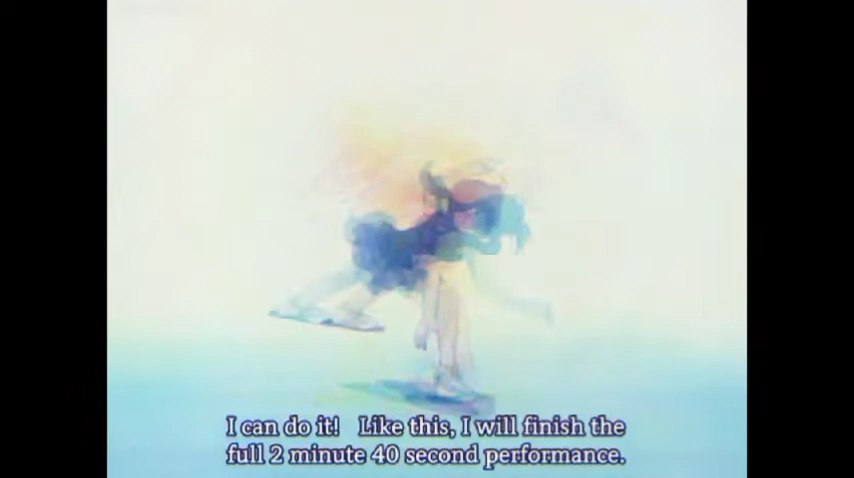 I can do it!   Like this, I will finish the
full 2 minute 40 second performance.